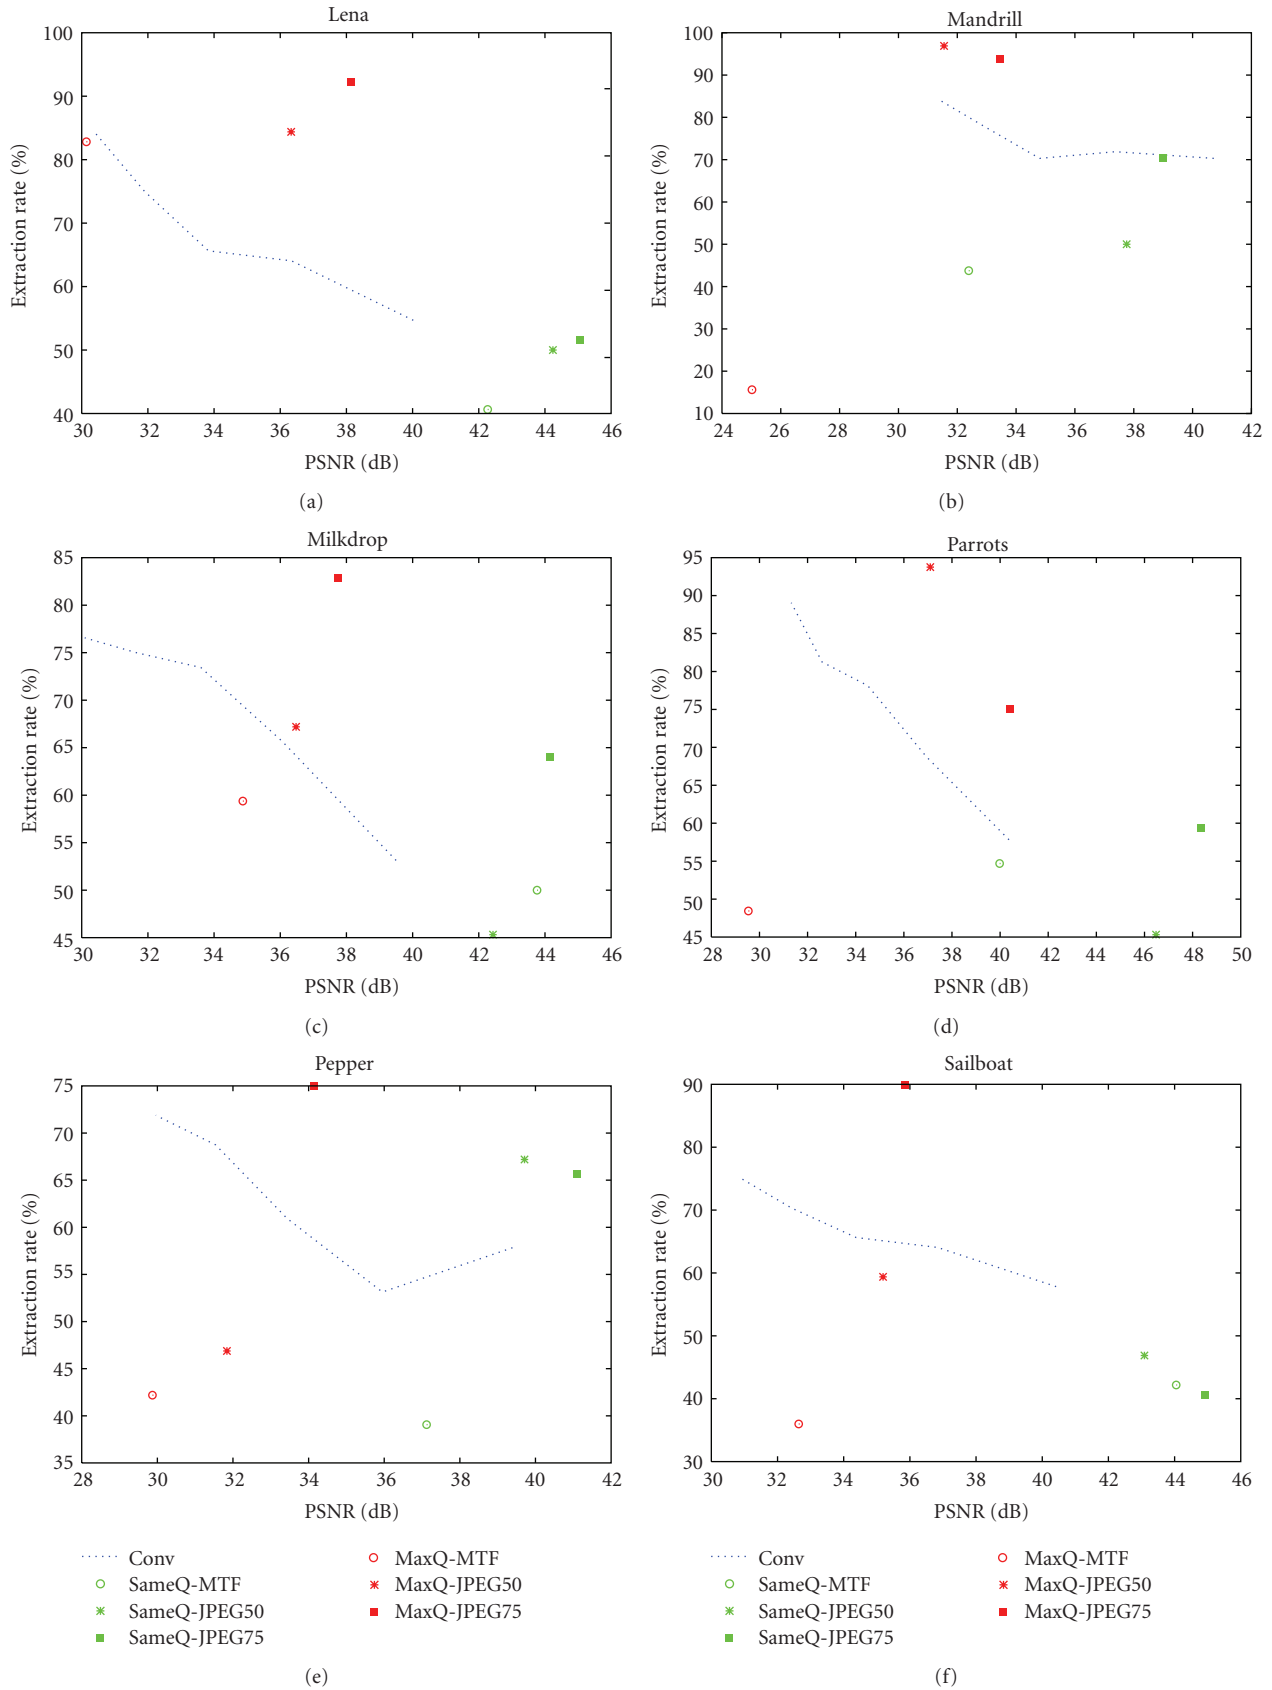 Lena
100
90
80
70
60
50
40
30 32 34 36 38 40 42 44 46
Extraction rate (%)
PSNR (dB)
(a)
Mandrill
100
90
80
70
60
50
40
30
20
10
24 26 28 30 32 34 36 38 40 42
Extraction rate (%)
PSNR (dB)
(b)
Milkdrop
85
80
75
70
65
60
55
50
45
30 32 34 36 38 40 42 44 46
Extraction rate (%)
PSNR (dB)
(c)
Parrots
95
90
85
80
75
70
65
60
55
50
45
28 30 32 34 36 38 40 42 44 46 48 50
Extraction rate (%)
PSNR (dB)
(d)
Pepper
75
70
65
60
55
50
45
40
35
28 30 32 34 36 38 40 42
Extraction rate (%)
PSNR (dB)
Conv
SameQ-MTF
SameQ-JPEG50
SameQ-JPEG75
MaxQ-MTF
MaxQ-JPEG50
MaxQ-JPEG75
(e)
Sailboat
90
80
70
60
50
40
30
30 32 34 36 38 40 42 44 46
Extraction rate (%)
PSNR (dB)
Conv
SameQ-MTF
SameQ-JPEG50
SameQ-JPEG75
MaxQ-MTF
MaxQ-JPEG50
MaxQ-JPEG75
(f)